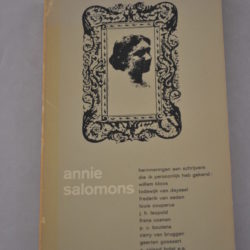 annie
salomons
herinneringen aan schrijvers
die ik persoonlijk heb gekend:
willem kloos
lodewijk van deyssel
frederik van eeden
louis couperus
j. h. leopold
frans coenen
p. c. boutens
carry van bruggen
geerten gossaert